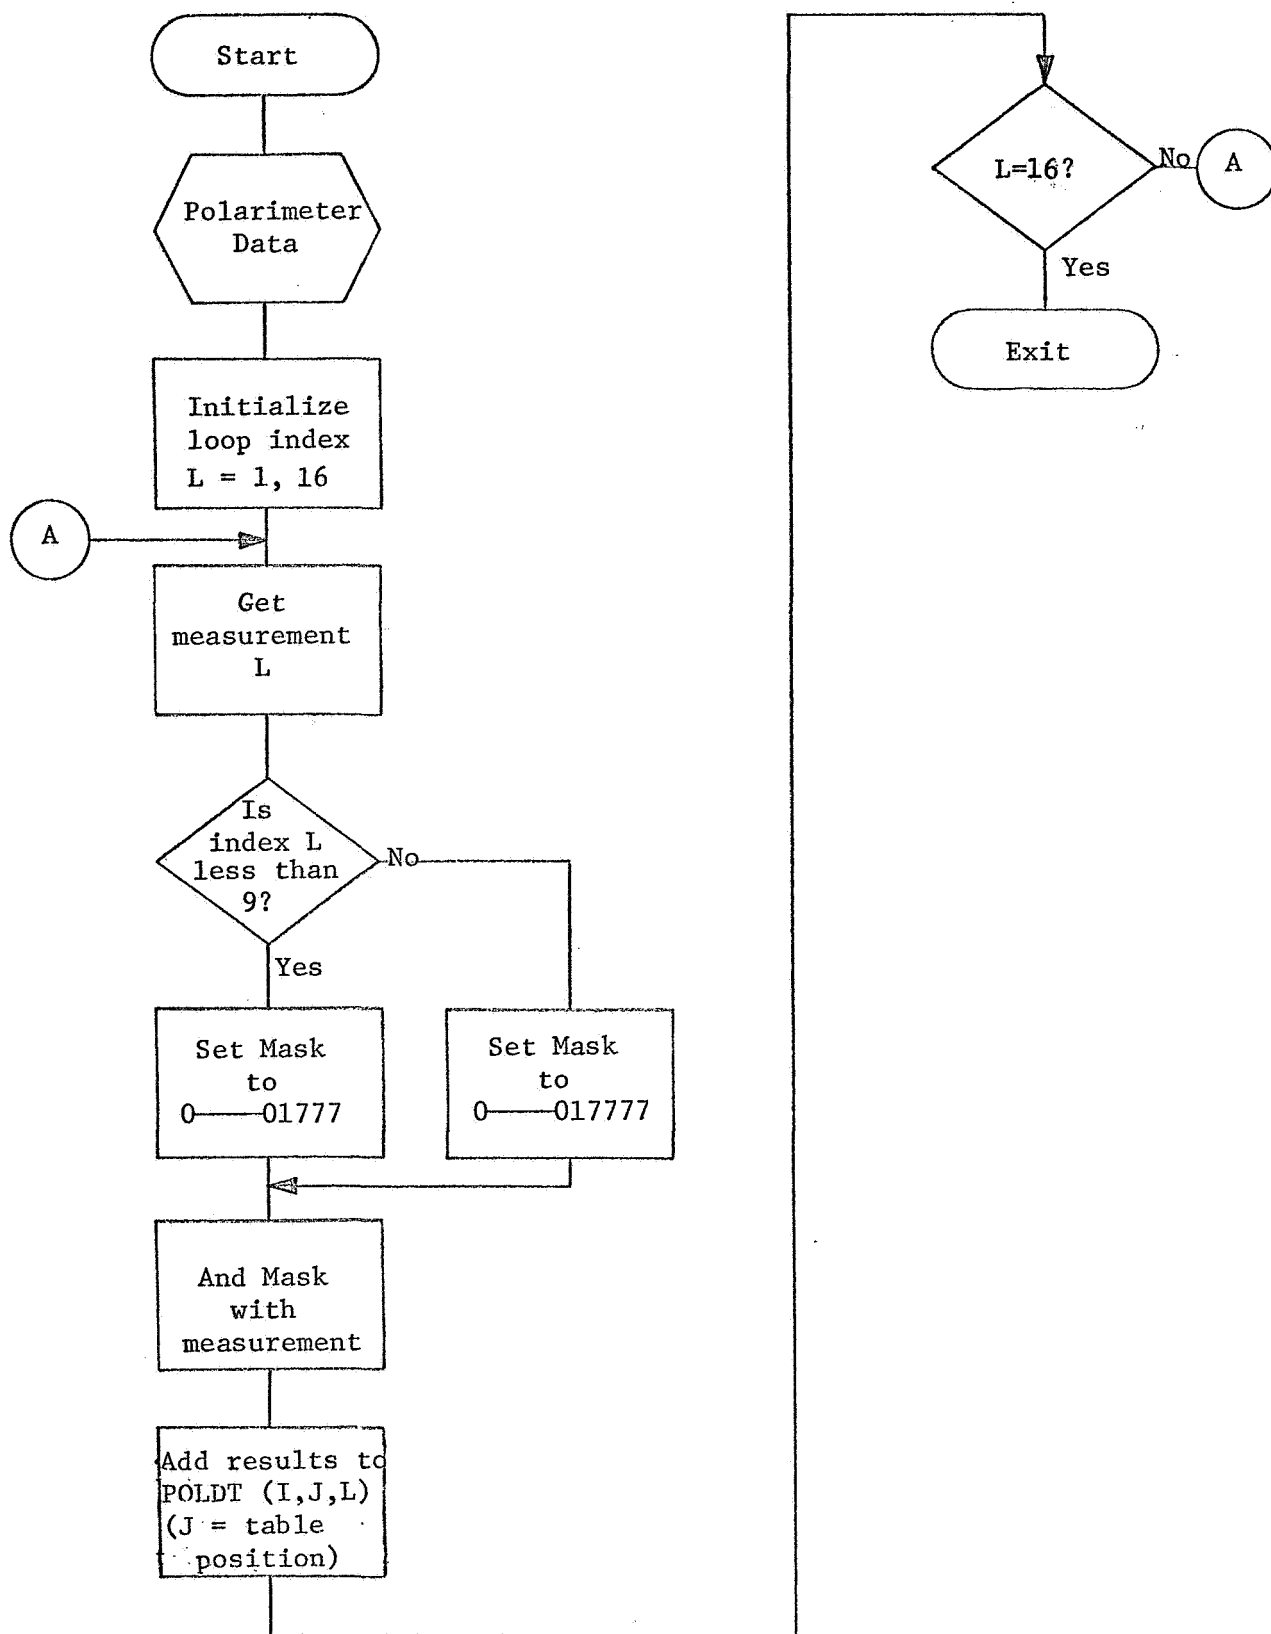 Start
Polarimeter
Data
Initialize
loop index
L = 1, 16
A
Get
measurement
L
Is
index L
less than
9?
No
Yes
Set Mask
to
0——01777
Set Mask
to
0——017777
And Mask
with
measurement
Add results to
POLDT (I,J,L)
(J = table
position)
L=16?
No
A
Yes
Exit